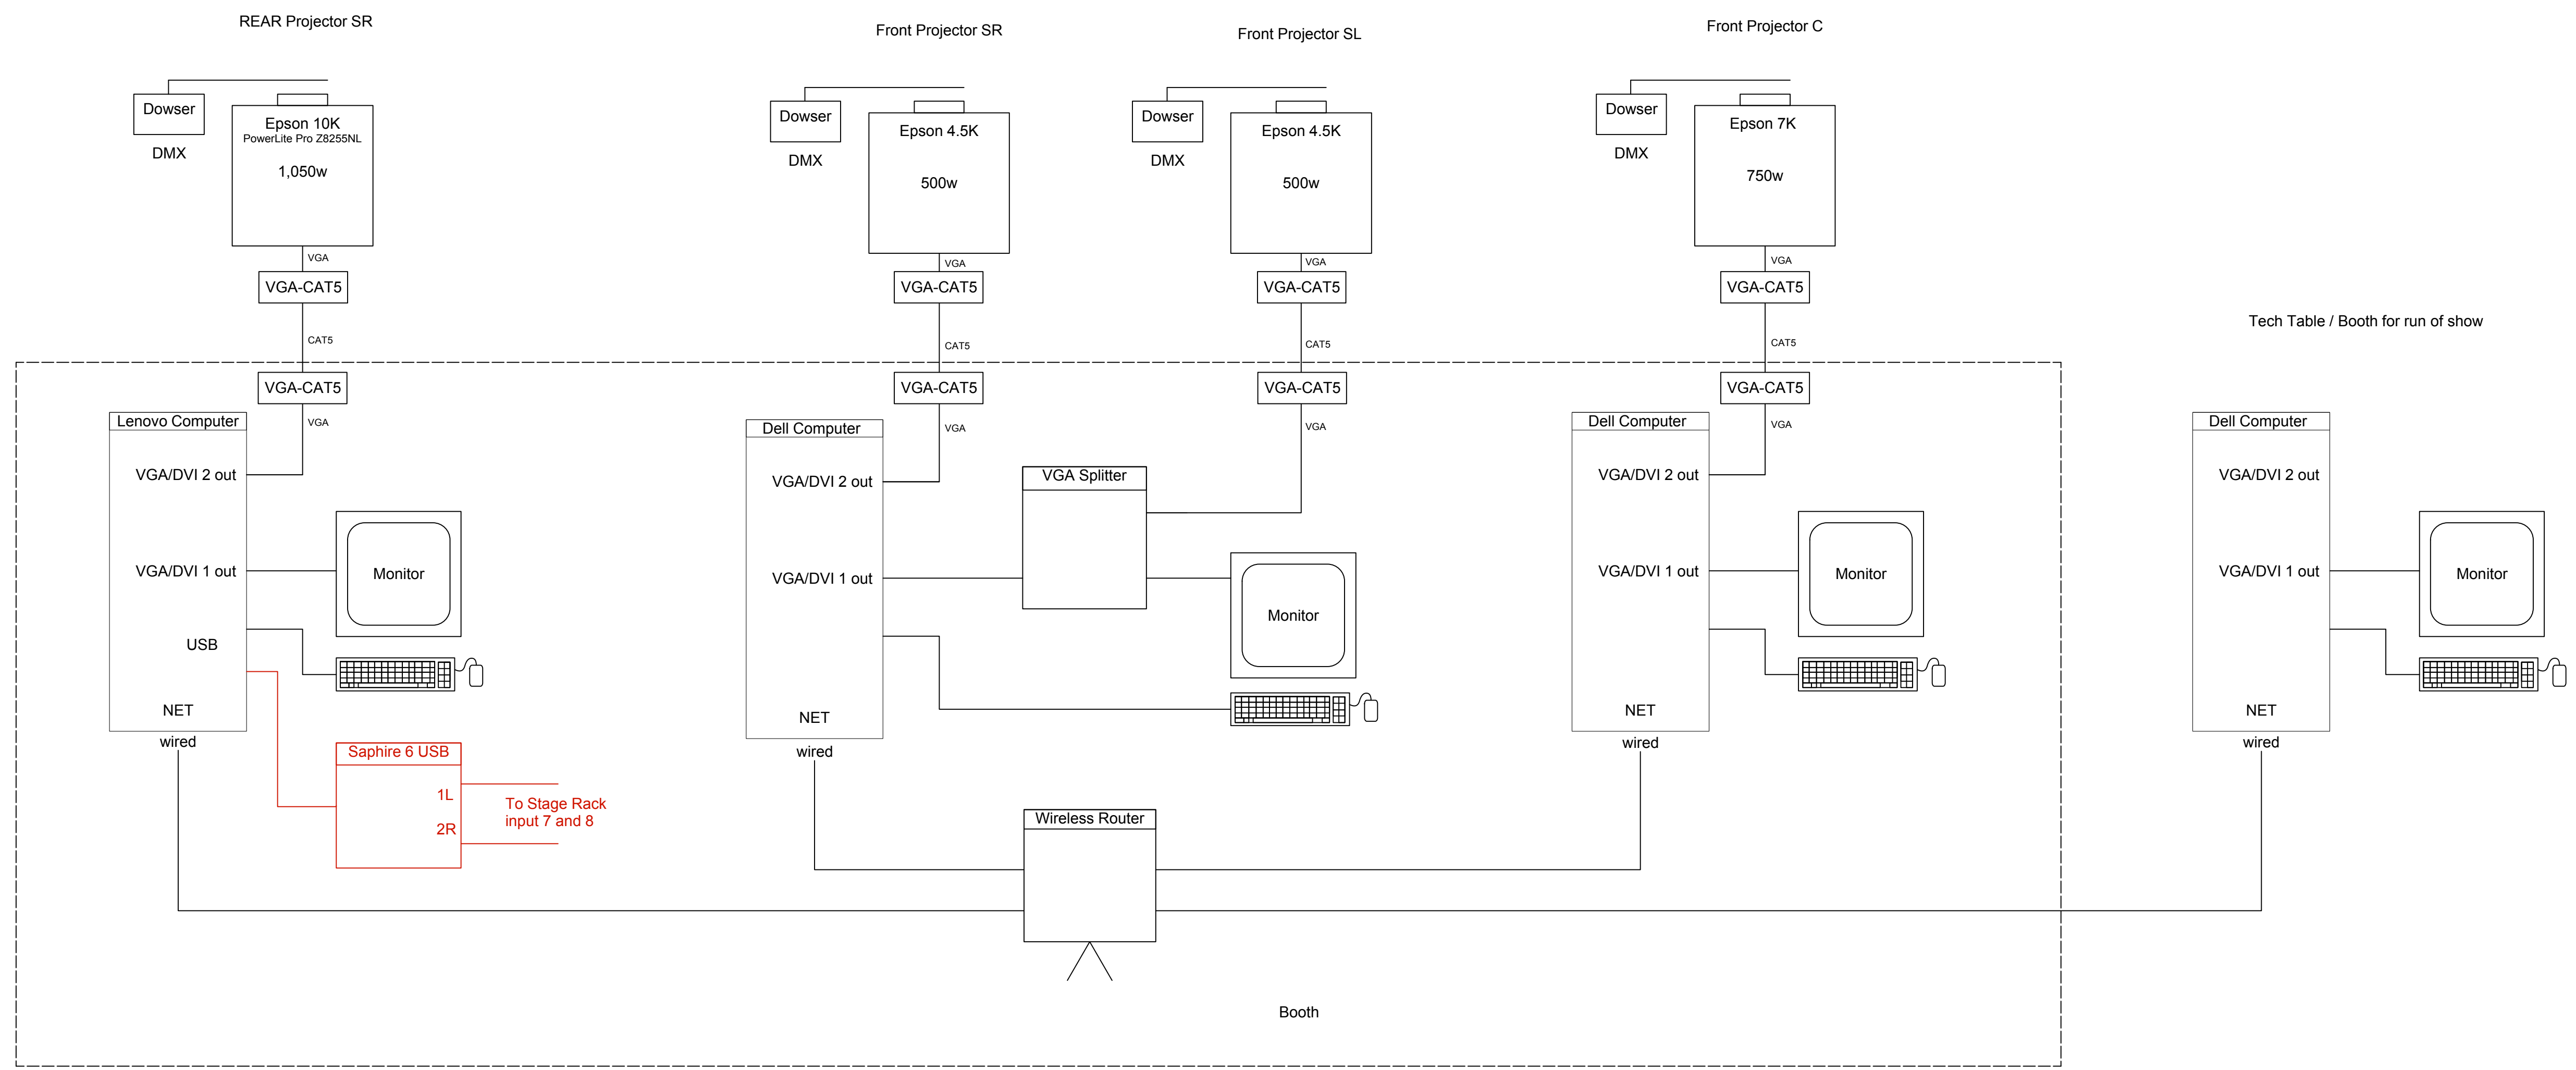 REAR Projector SR
Front Projector SR
Front Projector SL
Front Projector C
Dowser
DMX
Epson 10K
PowerLite Pro Z8255NL
1,050w
Dowser
DMX
Epson 4.5K
500w
Dowser
DMX
Epson 4.5K
500w
Dowser
DMX
Epson 7K
750w
VGA
VGA
VGA
VGA
VGA-CAT5
VGA-CAT5
VGA-CAT5
VGA-CAT5
CAT5
CAT5
CAT5
CAT5
Tech Table / Booth for run of show
VGA-CAT5
VGA-CAT5
VGA-CAT5
VGA-CAT5
VGA
VGA
VGA
VGA
Lenovo Computer
VGA/DVI 2 out
VGA/DVI 1 out
USB
NET
wired
Monitor
Saphire 6 USB
1L
2R
To Stage Rack
input 7 and 8
Dell Computer
VGA/DVI 2 out
VGA/DVI 1 out
NET
wired
VGA Splitter
Monitor
Wireless Router
Dell Computer
VGA/DVI 2 out
VGA/DVI 1 out
NET
wired
Monitor
Dell Computer
VGA/DVI 2 out
VGA/DVI 1 out
NET
wired
Monitor
Booth